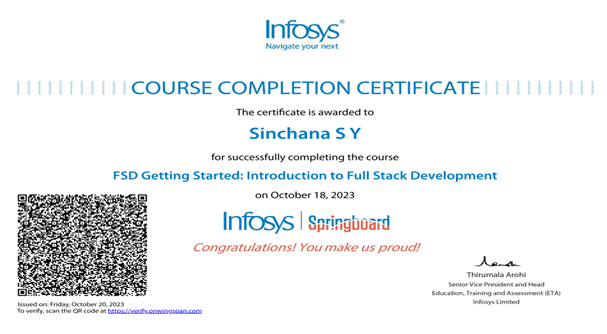 Infosys®
Navigate your next
COURSE COMPLETION CERTIFICATE
The certificate is awarded to
Sinchana S Y
for successfully completing the course
FSD Getting Started: Introduction to Full Stack Development
on October 18, 2023
Infosys | Springboard
Congratulations! You make us proud!
Thirumala Arohi
Senior Vice President and Head
Education, Training and Assessment (ETA)
Infosys Limited
Issued on: Friday, October 20, 2023
To verify, scan the QR code at https://verify.onwingspan.com